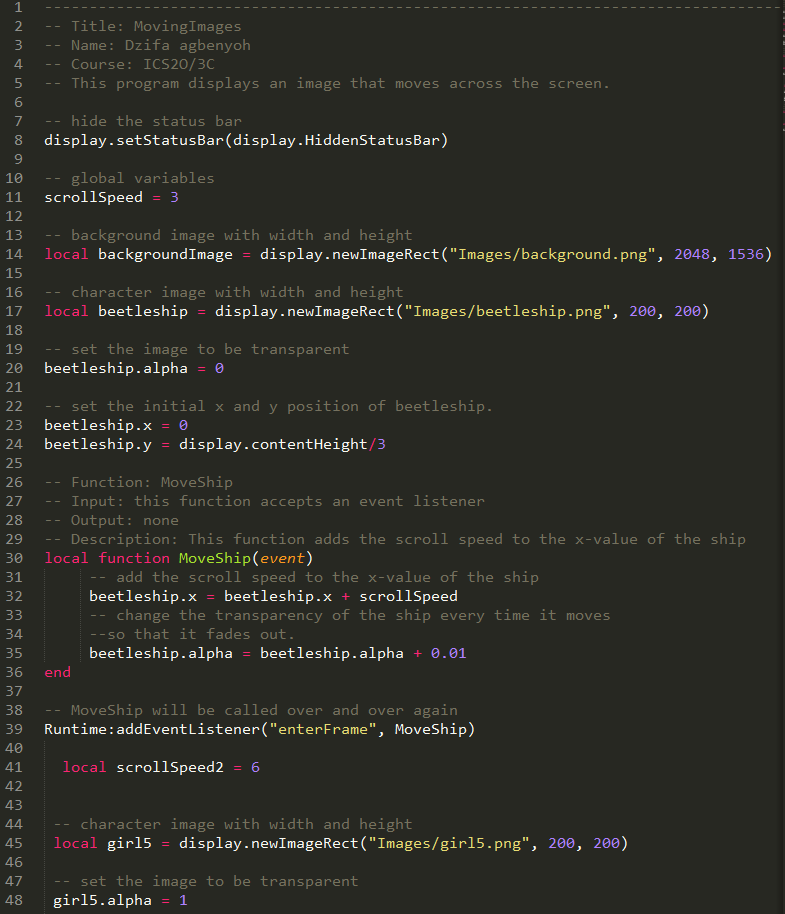 1 ----------------------------------------------------------------------------------
2 -- Title: MovingImages
3 -- Name: Dzifa agbenyoh
4 -- Course: ICS2O/3C
5 -- This program displays an image that moves across the screen.
6
7 -- hide the status bar
8 display.setStatusBar(display.HiddenStatusBar)
9
10 -- global variables
11 scrollSpeed = 3
12
13 -- background image with width and height
14 local backgroundImage = display.newImageRect("Images/background.png", 2048, 1536)
15
16 -- character image with width and height
17 local beetleship = display.newImageRect("Images/beetleship.png", 200, 200)
18
19 -- set the image to be transparent
20 beetleship.alpha = 0
21
22 -- set the initial x and y position of beetleship.
23 beetleship.x = 0
24 beetleship.y = display.contentHeight/3
25
26 -- Function: MoveShip
27 -- Input: this function accepts an event listener
28 -- Output: none
29 -- Description: This function adds the scroll speed to the x-value of the ship
30 local function MoveShip(event)
31 -- add the scroll speed to the x-value of the ship
32 beetleship.x = beetleship.x + scrollSpeed
33 -- change the transparency of the ship every time it moves
34 --so that it fades out.
35 beetleship.alpha = beetleship.alpha + 0.01
36 end
37
38 -- MoveShip will be called over and over again
39 Runtime:addEventListener("enterFrame", MoveShip)
40
41 local scrollSpeed2 = 6
42
43
44 -- character image with width and height
45 local girl5 = display.newImageRect("Images/girl5.png", 200, 200)
46
47 -- set the image to be transparent
48 girl5.alpha = 1